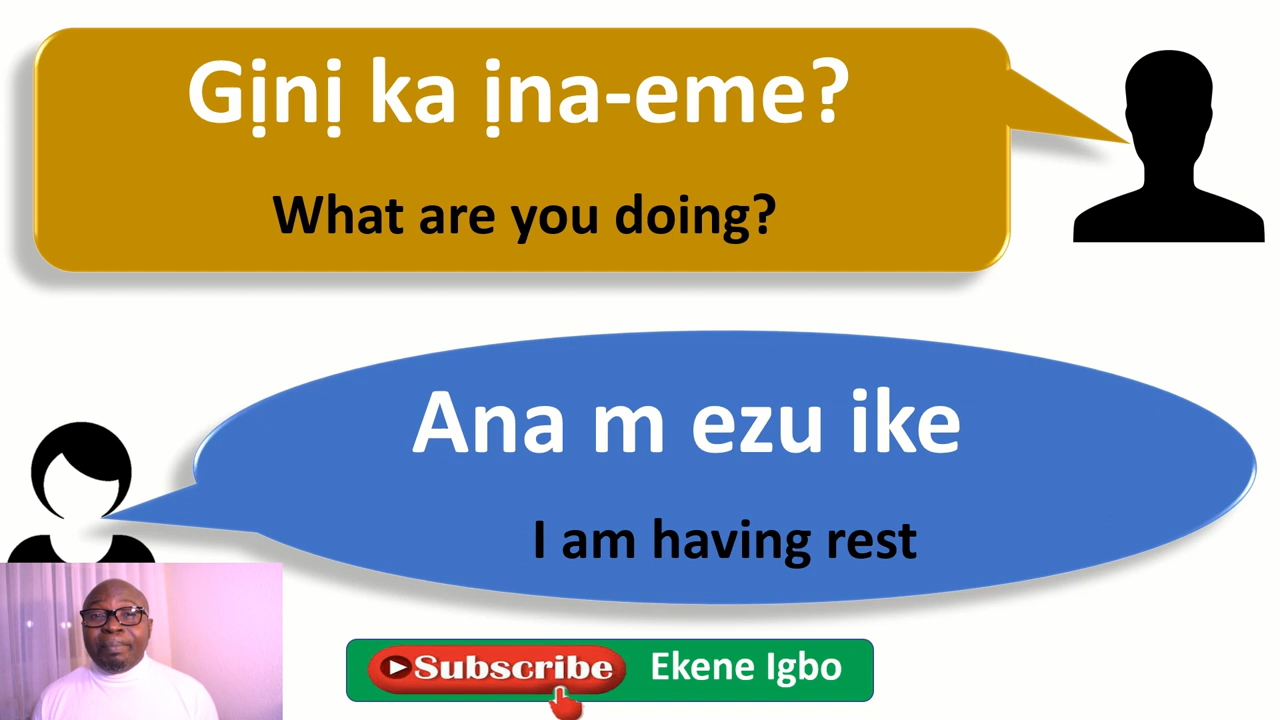 Gịnị ka ịna-eme?
What are you doing?
Ana m ezu ike
I am having rest
Subscribe Ekene Igbo